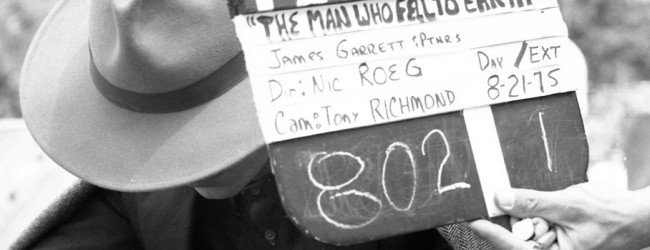 "THE MAN WHO FELL TO EARTH"
JAMES GARRETT & PTNRS
Dir: NIC ROEG
DAY / EXT
8-21-75
Cam: TONY RICHMOND
802 1